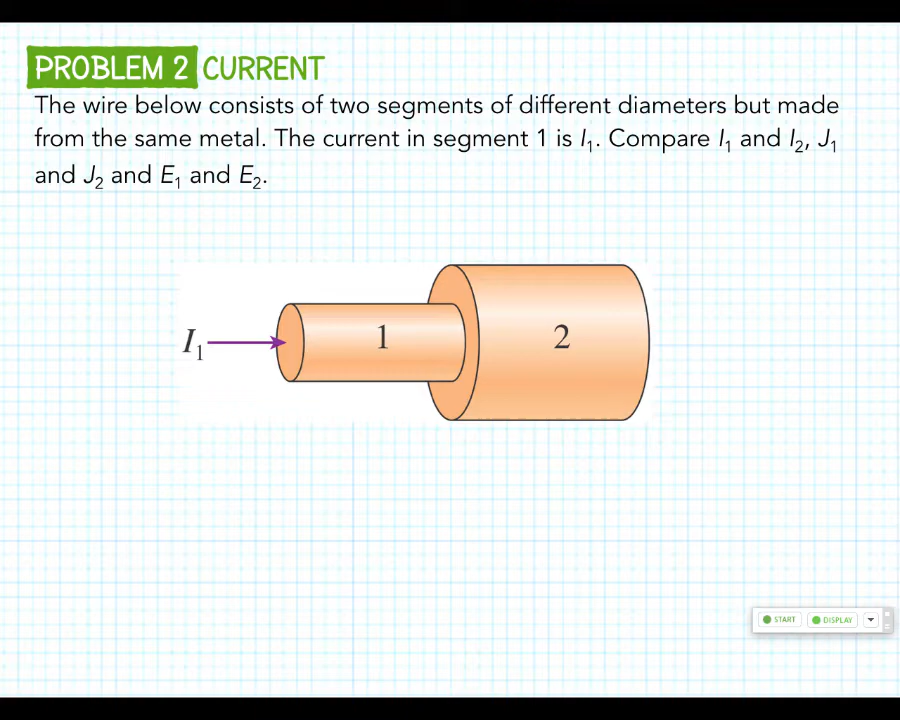 PROBLEM 2 CURRENT
The wire below consists of two segments of different diameters but made
from the same metal. The current in segment 1 is I₁. Compare I₁ and I₂, J₁
and J₂ and E₁ and E₂.
I₁ 1 2
START DISPLAY